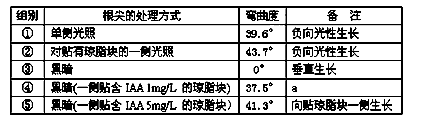 组别 根尖的处理方式 弯曲度 备 注
① 单侧光照 39.6° 负向光性生长
② 对贴有琼脂块的一侧光照 43.7° 负向光性生长
③ 黑暗 0° 垂直生长
④ 黑暗(一侧贴含 IAA 1mg/L 的琼脂块) 37.5° a
⑤ 黑暗(一侧贴含 IAA 5mg/L 的琼脂块) 41.3° 向贴琼脂块一侧生长